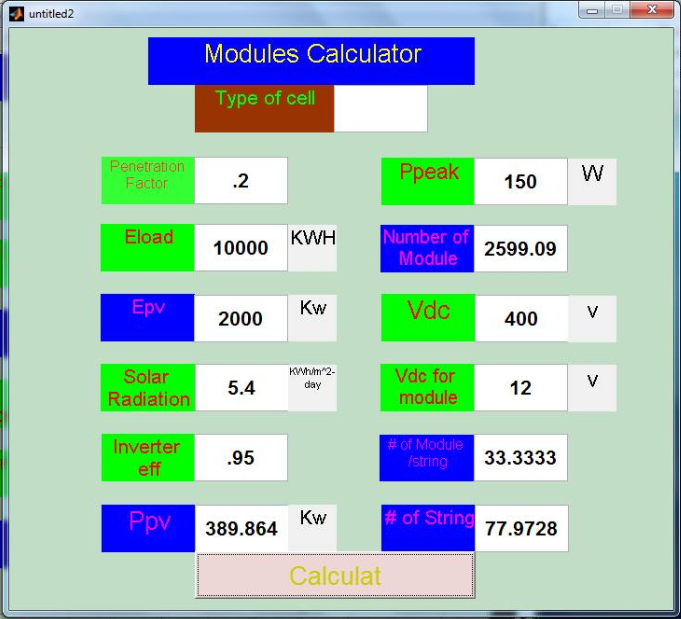 untitled2
Modules Calculator
Type of cell
Penetration
Factor
.2
Ppeak
150
W
Eload
10000
KWH
Number of
Module
2599.09
Epv
2000
Kw
Vdc
400
v
Solar
Radiation
5.4
KWh/m^2-
day
Vdc for
module
12
v
Inverter
eff
.95
# of Module
/string
33.3333
Ppv
389.864
Kw
# of String
77.9728
Calculat